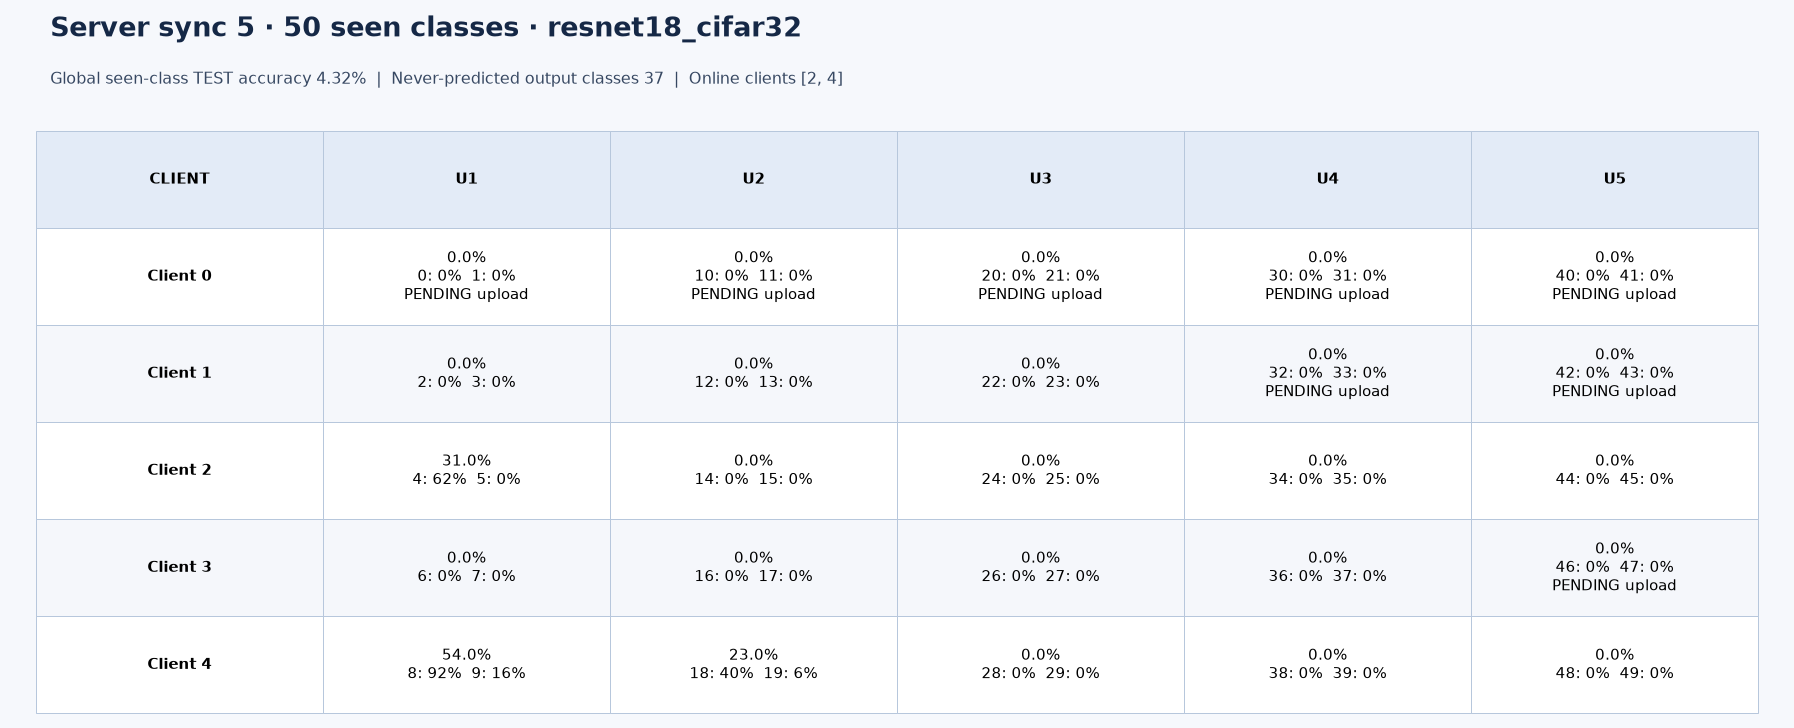 Server sync 5 · 50 seen classes · resnet18_cifar32
Global seen-class TEST accuracy 4.32% | Never-predicted output classes 37 | Online clients [2, 4]
CLIENT U1 U2 U3 U4 U5
Client 0
0.0%
0: 0% 1: 0%
PENDING upload
0.0%
10: 0% 11: 0%
PENDING upload
0.0%
20: 0% 21: 0%
PENDING upload
0.0%
30: 0% 31: 0%
PENDING upload
0.0%
40: 0% 41: 0%
PENDING upload
Client 1
0.0%
2: 0% 3: 0%
0.0%
12: 0% 13: 0%
0.0%
22: 0% 23: 0%
0.0%
32: 0% 33: 0%
PENDING upload
0.0%
42: 0% 43: 0%
PENDING upload
Client 2
31.0%
4: 62% 5: 0%
0.0%
14: 0% 15: 0%
0.0%
24: 0% 25: 0%
0.0%
34: 0% 35: 0%
0.0%
44: 0% 45: 0%
Client 3
0.0%
6: 0% 7: 0%
0.0%
16: 0% 17: 0%
0.0%
26: 0% 27: 0%
0.0%
36: 0% 37: 0%
0.0%
46: 0% 47: 0%
PENDING upload
Client 4
54.0%
8: 92% 9: 16%
23.0%
18: 40% 19: 6%
0.0%
28: 0% 29: 0%
0.0%
38: 0% 39: 0%
0.0%
48: 0% 49: 0%